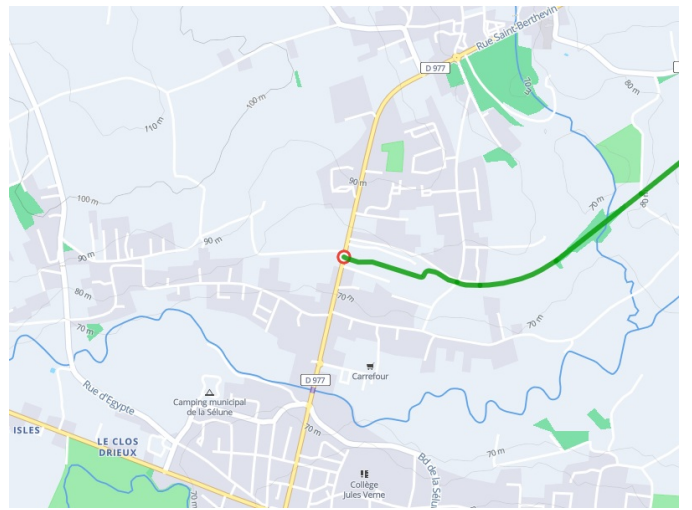 Rue Saint-Berthevin
D 977
70 m
80 m
100 m
110 m
100 m
90 m
70 m
80 m
90 m
90 m
80 m
70 m
70 m
70 m
Rue d'Egypte
Carrefour
D 977
Camping municipal
de la Sélune
ISLES
LE CLOS
DRIEUX
70 m
Bd de la Sélun
70 m
Collège
Jules Verne
70 m